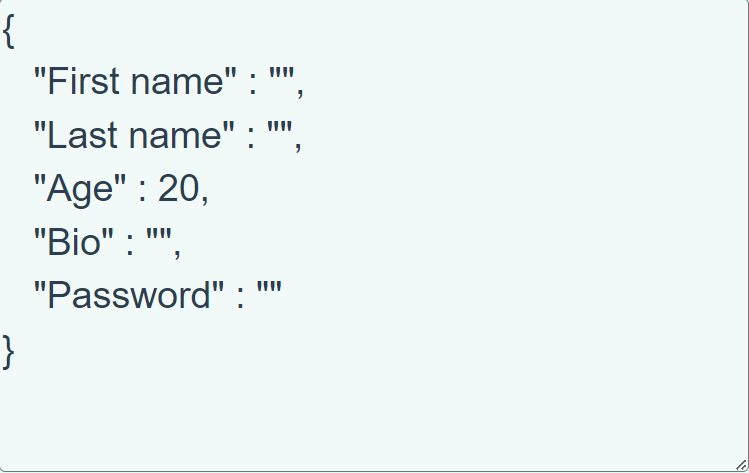 {
"First name" : "",
"Last name" : "",
"Age" : 20,
"Bio" : "",
"Password" : ""
}